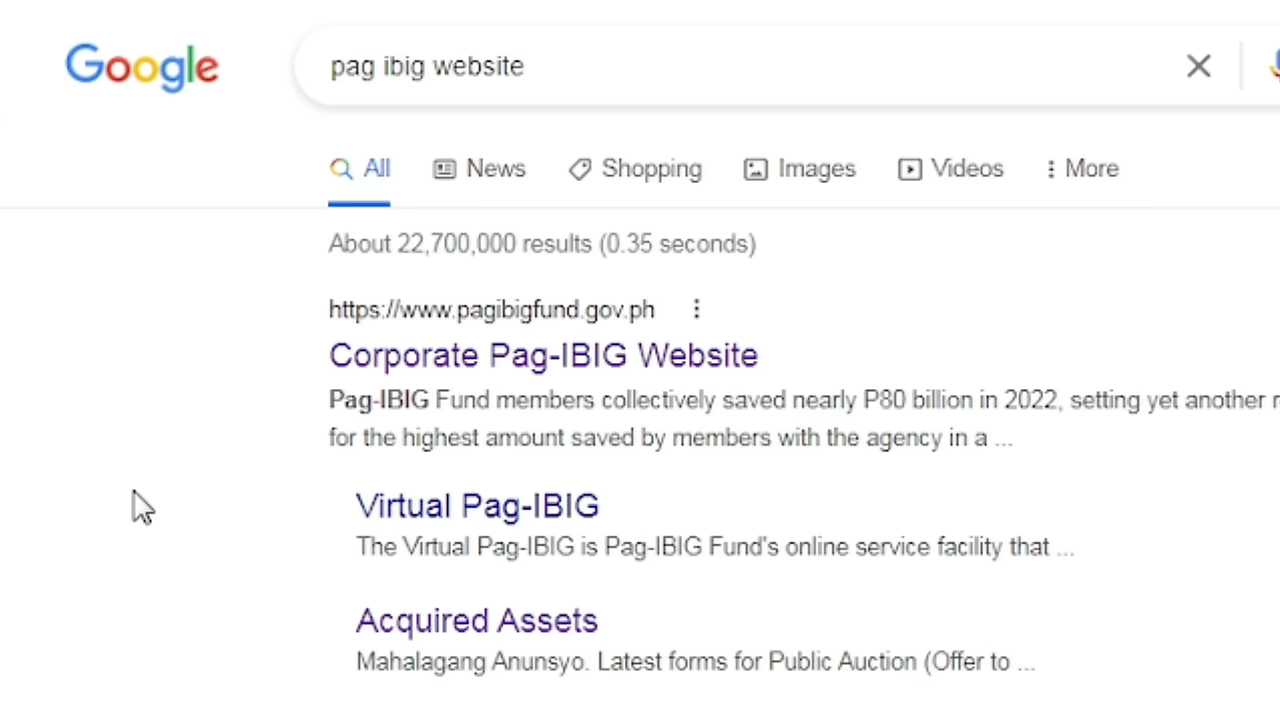 Google
pag ibig website
All News Shopping Images Videos More
About 22,700,000 results (0.35 seconds)
https://www.pagibigfund.gov.ph
Corporate Pag-IBIG Website
Pag-IBIG Fund members collectively saved nearly P80 billion in 2022, setting yet another
for the highest amount saved by members with the agency in a ...
Virtual Pag-IBIG
The Virtual Pag-IBIG is Pag-IBIG Fund's online service facility that ...
Acquired Assets
Mahalagang Anunsyo. Latest forms for Public Auction (Offer to ...